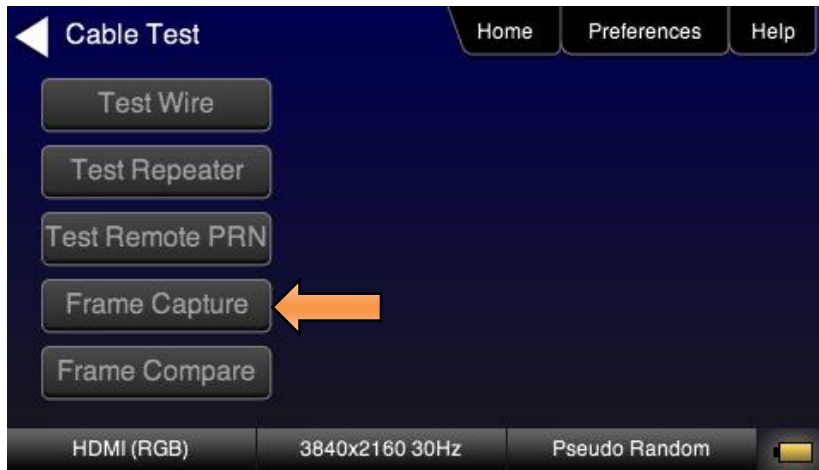 Cable Test
Home
Preferences
Help
Test Wire
Test Repeater
Test Remote PRN
Frame Capture
Frame Compare
HDMI (RGB)
3840x2160 30Hz
Pseudo Random